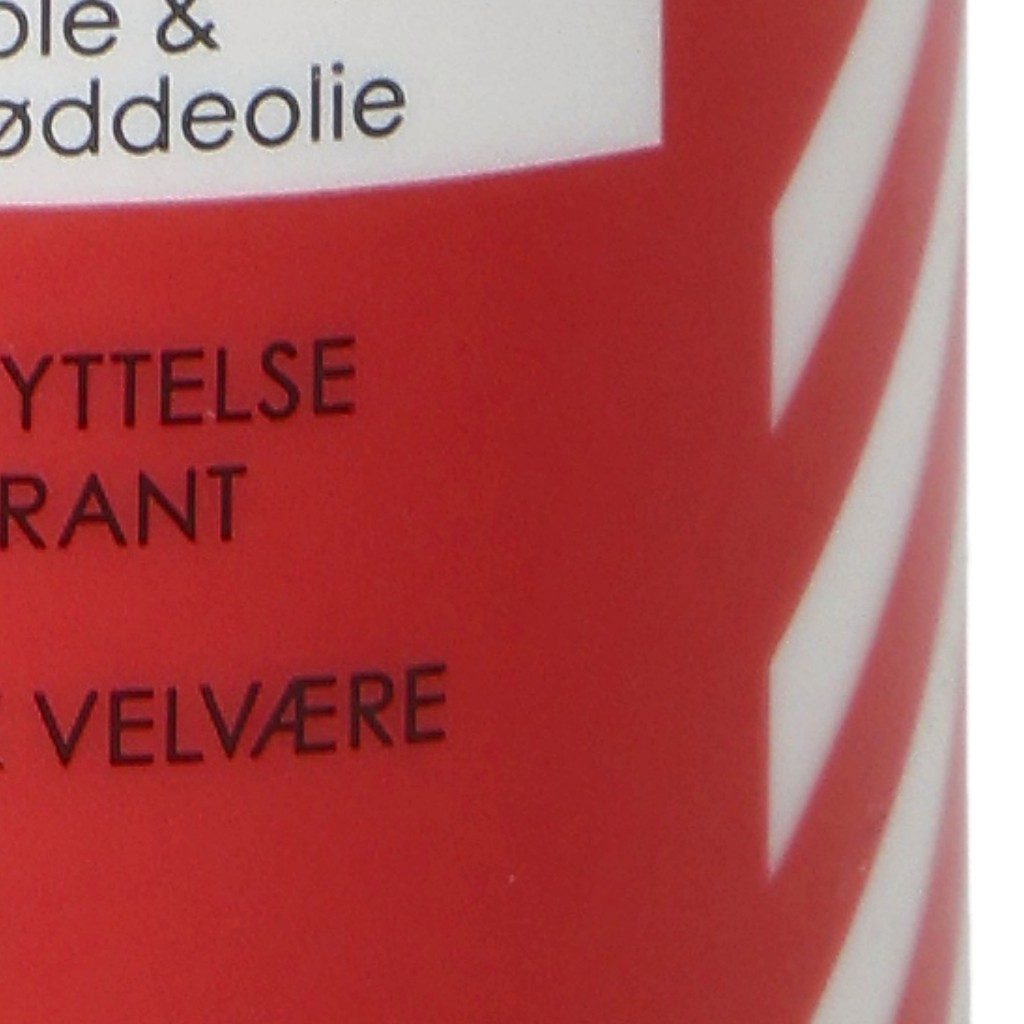 ole &
øddeolie
YTTELSE
RANT
VELVÆRE